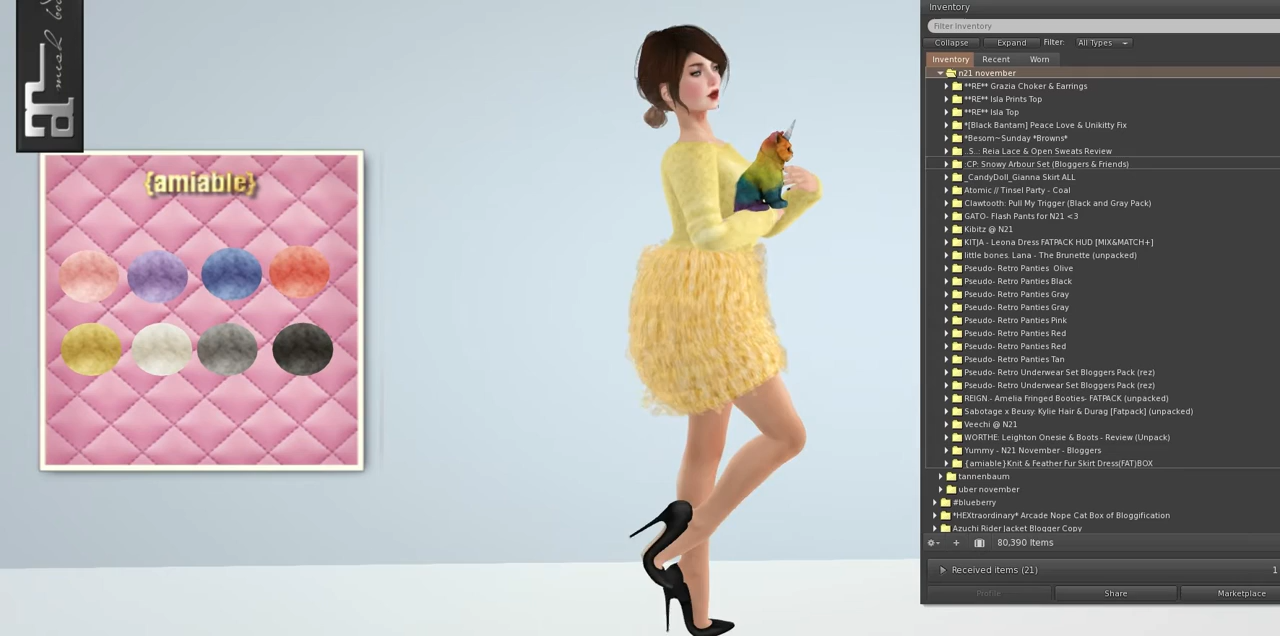 mesh body
{amiable}
Inventory
Filter Inventory
Collapse Expand Filter: All Types
Inventory Recent Worn
n21 november
**RE** Grazia Choker & Earrings
**RE** Isla Prints Top
**RE** Isla Top
*[Black Bantam] Peace Love & Unikitty Fix
*Besom~Sunday *Browns*
..S..: Reia Lace & Open Sweats Review
:CP: Snowy Arbour Set (Bloggers & Friends)
_CandyDoll_Gianna Skirt ALL
Atomic // Tinsel Party - Coal
Clawtooth: Pull My Trigger (Black and Gray Pack)
GATO- Flash Pants for N21 <3
Kibitz @ N21
KITJA - Leona Dress FATPACK HUD [MIX&MATCH+]
little bones. Lana - The Brunette (unpacked)
Pseudo- Retro Panties  Olive
Pseudo- Retro Panties Black
Pseudo- Retro Panties Gray
Pseudo- Retro Panties Gray
Pseudo- Retro Panties Pink
Pseudo- Retro Panties Red
Pseudo- Retro Panties Red
Pseudo- Retro Panties Tan
Pseudo- Retro Underwear Set Bloggers Pack (rez)
Pseudo- Retro Underwear Set Bloggers Pack (rez)
REIGN.- Amelia Fringed Booties- FATPACK (unpacked)
Sabotage x Beusy: Kylie Hair & Durag [Fatpack] (unpacked)
Veechi @ N21
WORTHE: Leighton Onesie & Boots - Review (Unpack)
Yummy - N21 November - Bloggers
{amiable}Knit & Feather Fur Skirt Dress(FAT)BOX
tannenbaum
uber november
#blueberry
*HEXtraordinary* Arcade Nope Cat Box of Bloggification
Azuchi Rider Jacket Blogger Copy
80,390 Items
Received items (21) 1
Profile Share Marketplace